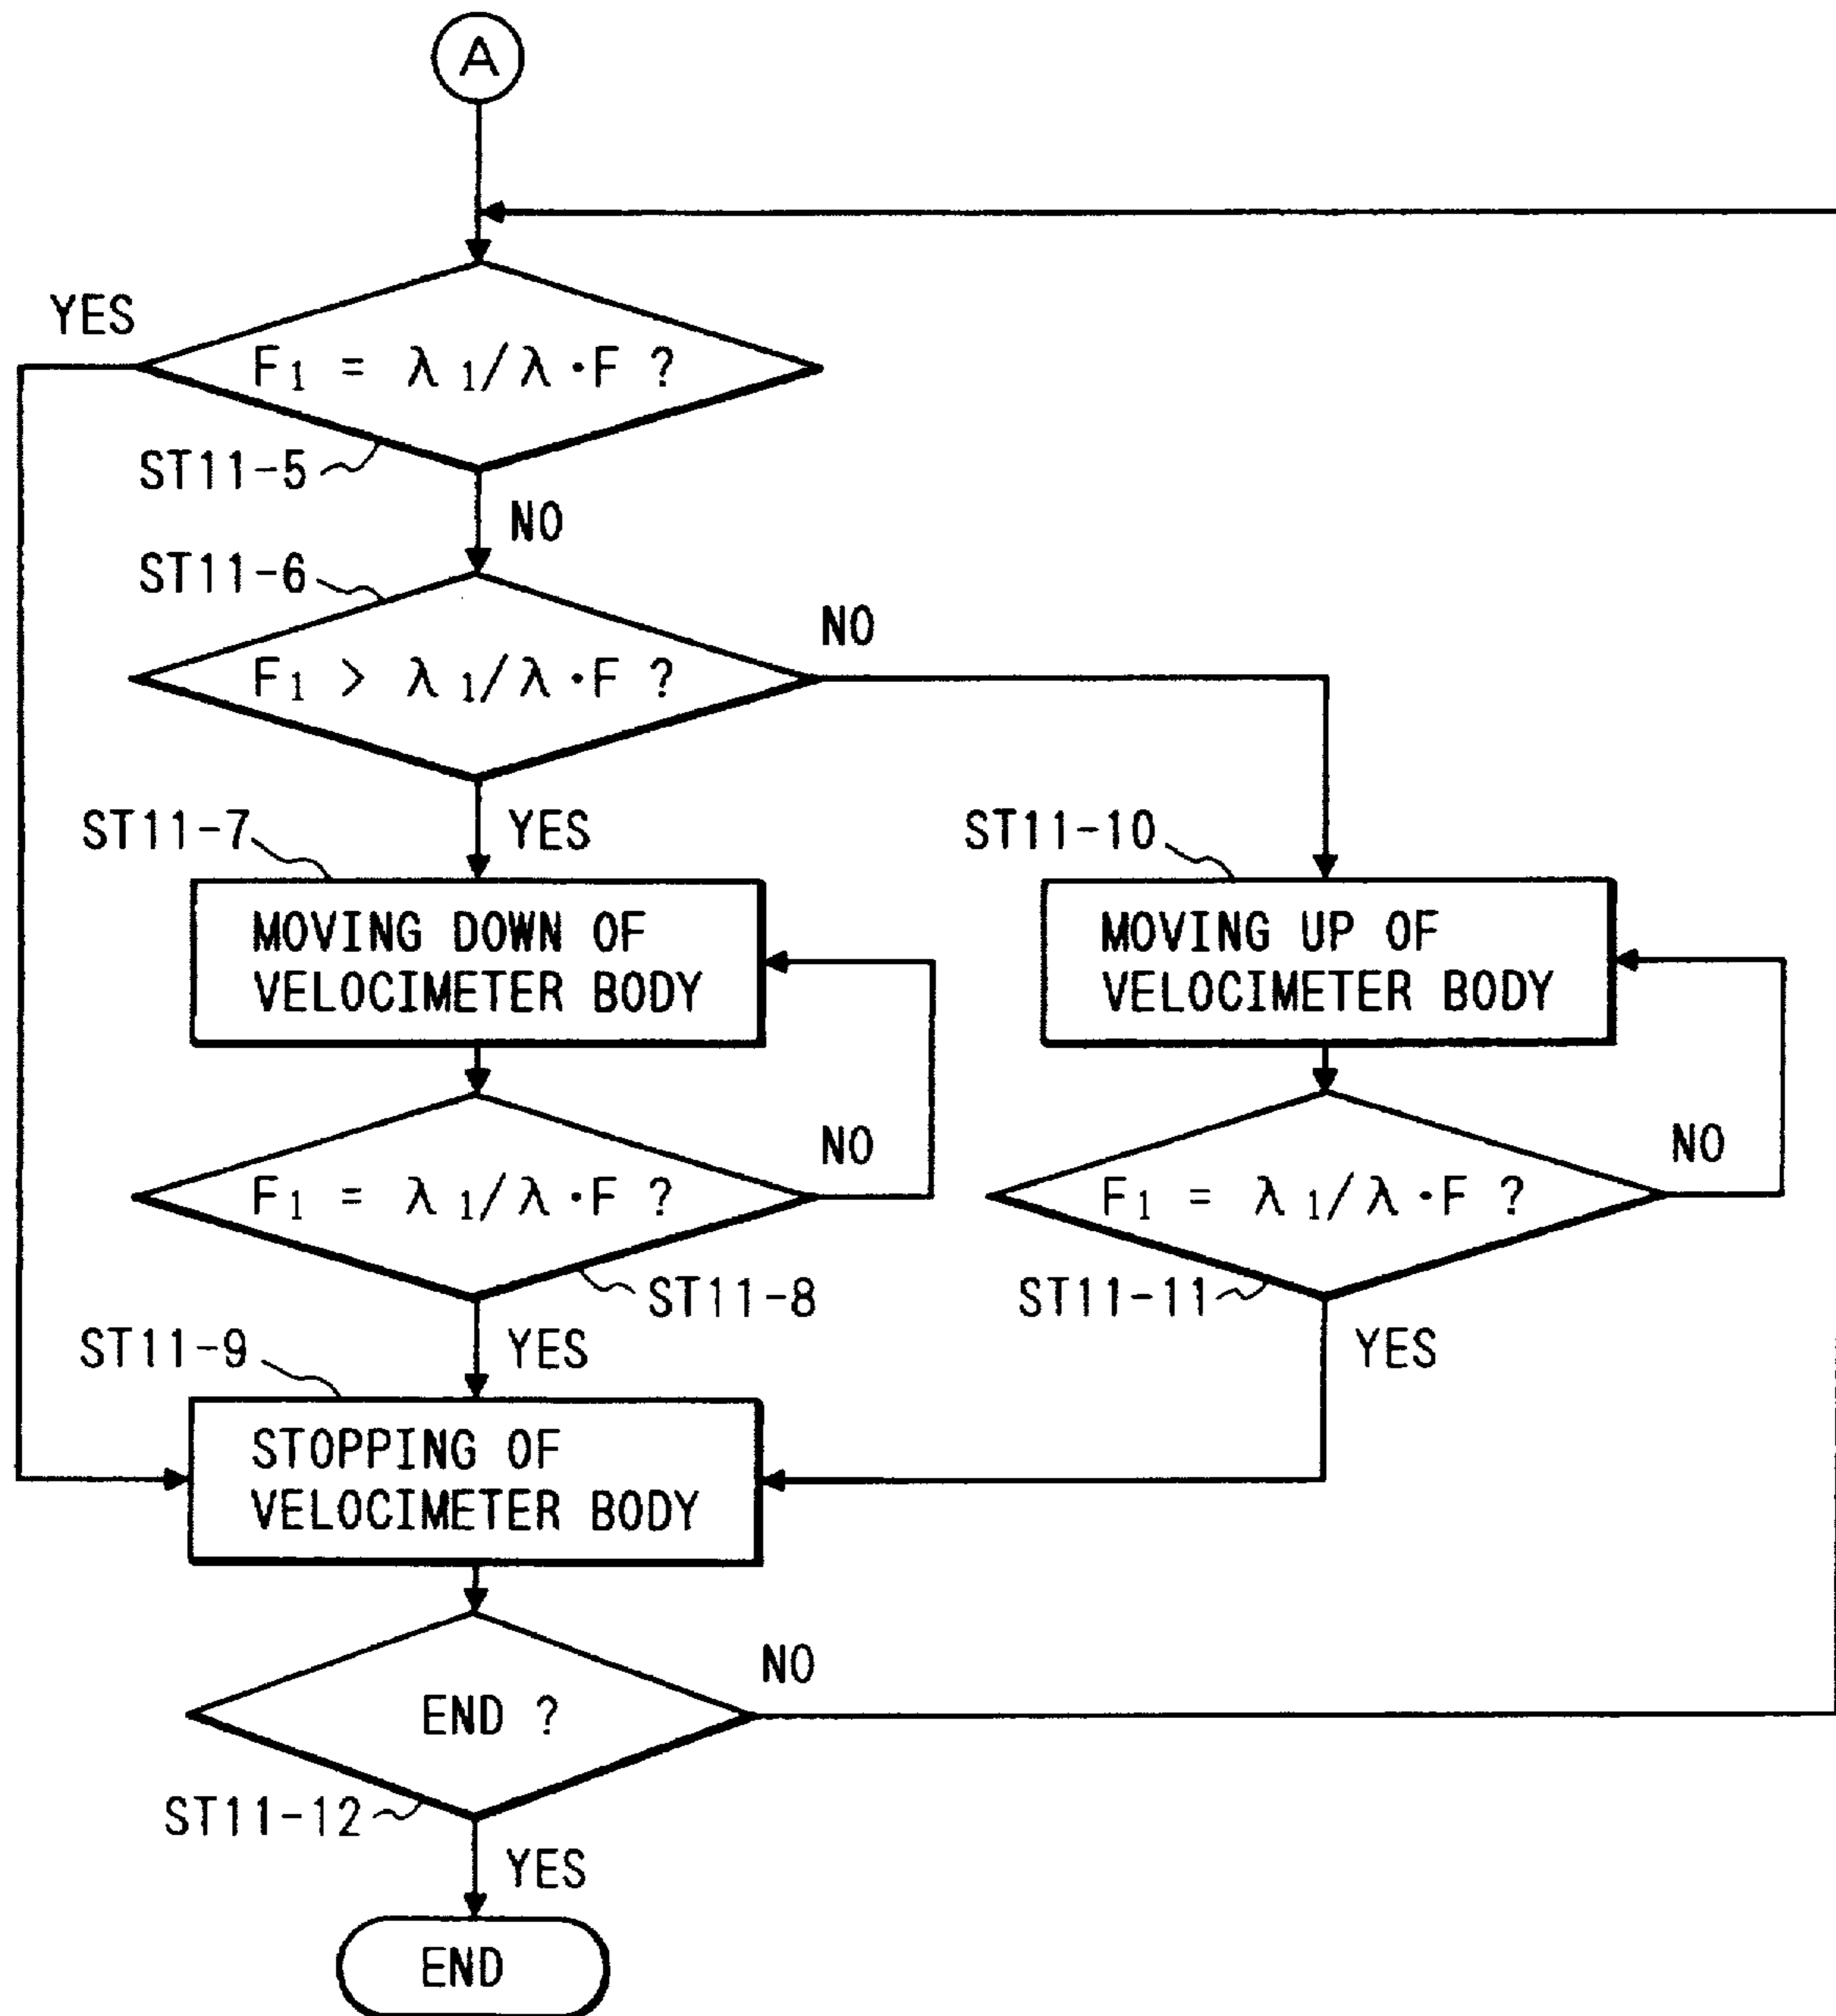 A
YES
F1 = λ1/λ・F ?
ST11-5
NO
ST11-6
NO
F1 > λ1/λ・F ?
ST11-7
YES
ST11-10
MOVING DOWN OF
VELOCIMETER BODY
MOVING UP OF
VELOCIMETER BODY
NO
NO
F1 = λ1/λ・F ?
F1 = λ1/λ・F ?
ST11-8
ST11-11
ST11-9
YES
YES
STOPPING OF
VELOCIMETER BODY
NO
END ?
ST11-12
YES
END